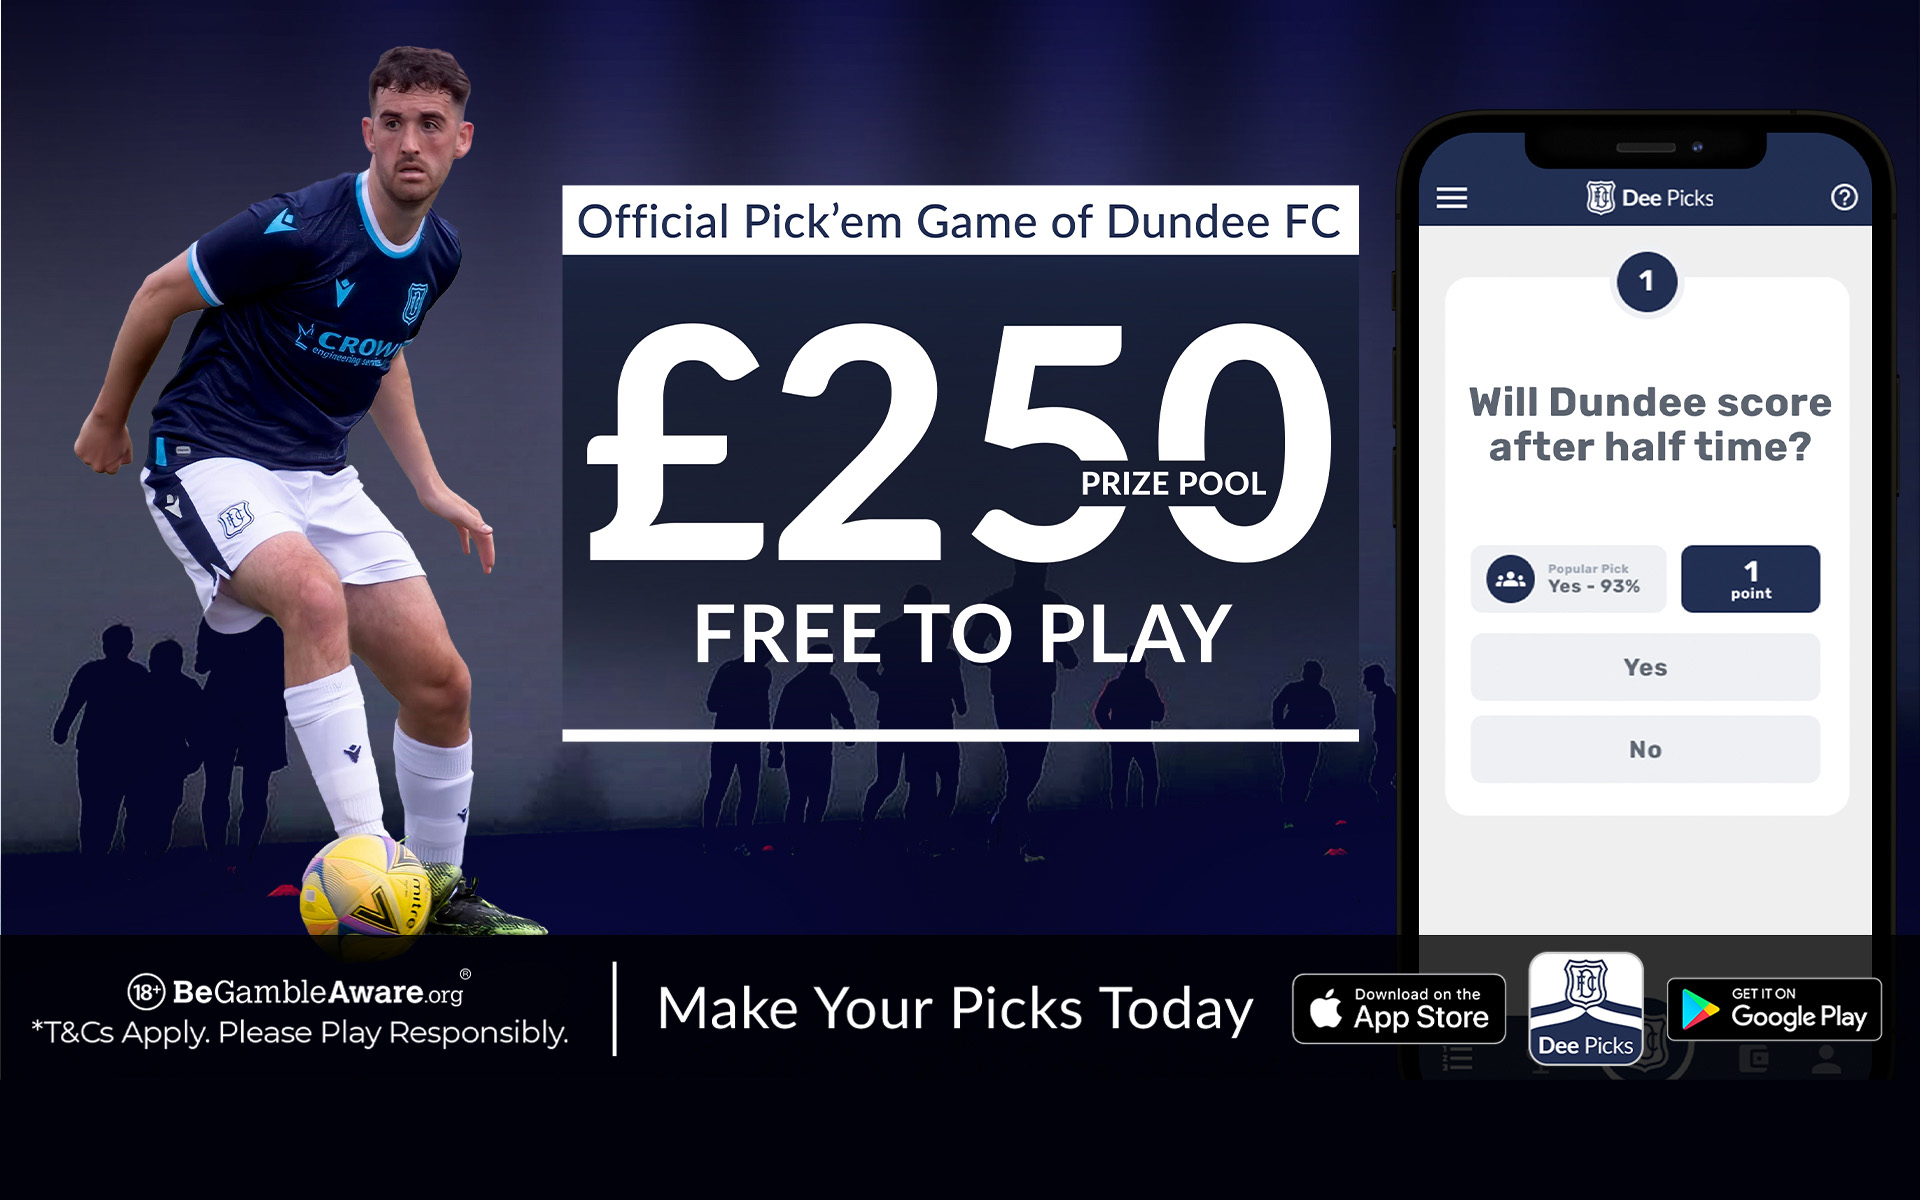 Official Pick'em Game of Dundee FC
£250
PRIZE POOL
FREE TO PLAY
CROW
engineering
mitre
Dee Picks
?
1
Will Dundee score
after half time?
Popular Pick
Yes - 93%
1
point
Yes
No
18+ BeGambleAware.org®
*T&Cs Apply. Please Play Responsibly.
Make Your Picks Today
Download on the
App Store
Dee Picks
GET IT ON
Google Play